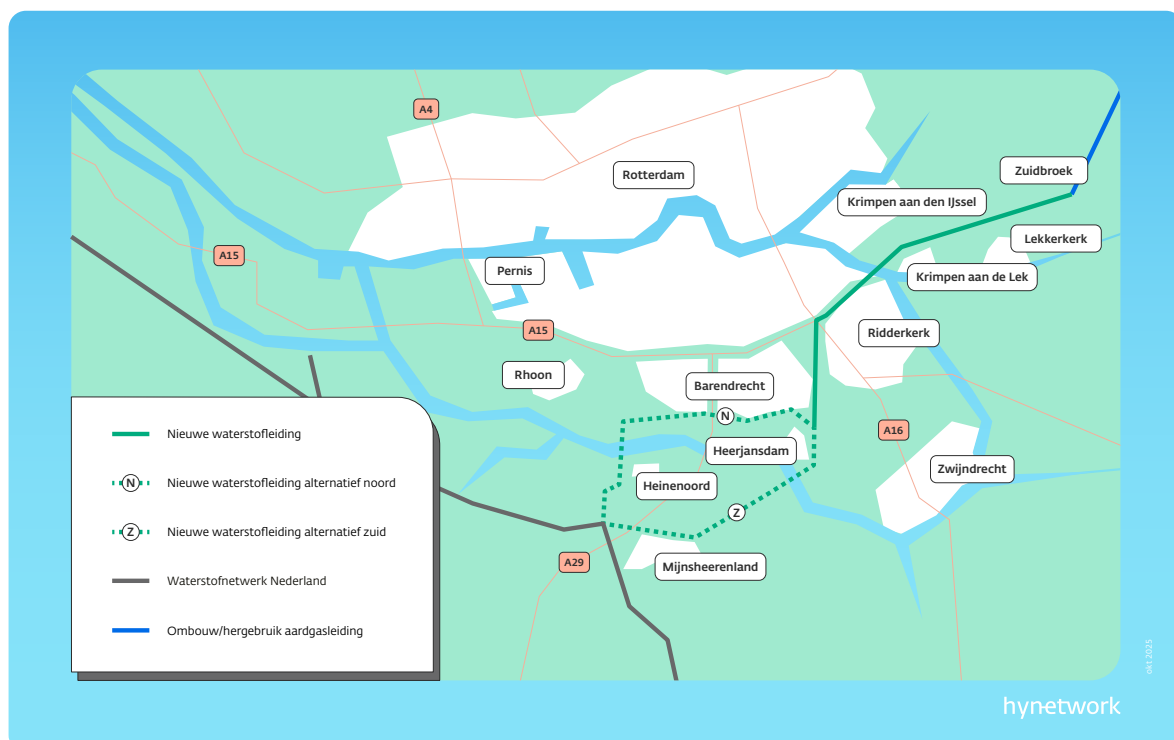 A4
Rotterdam
Zuidbroek
Krimpen aan den IJssel
Lekkerkerk
A15
Pernis
Krimpen aan de Lek
A15
Ridderkerk
Rhoon
Barendrecht
N
A16
Heerjansdam
Zwijndrecht
Heinenoord
Z
A29
Mijnsheerenland
Nieuwe waterstofleiding
N Nieuwe waterstofleiding alternatief noord
Z Nieuwe waterstofleiding alternatief zuid
Waterstofnetwerk Nederland
Ombouw/hergebruik aardgasleiding
okt 2025
hynetwork